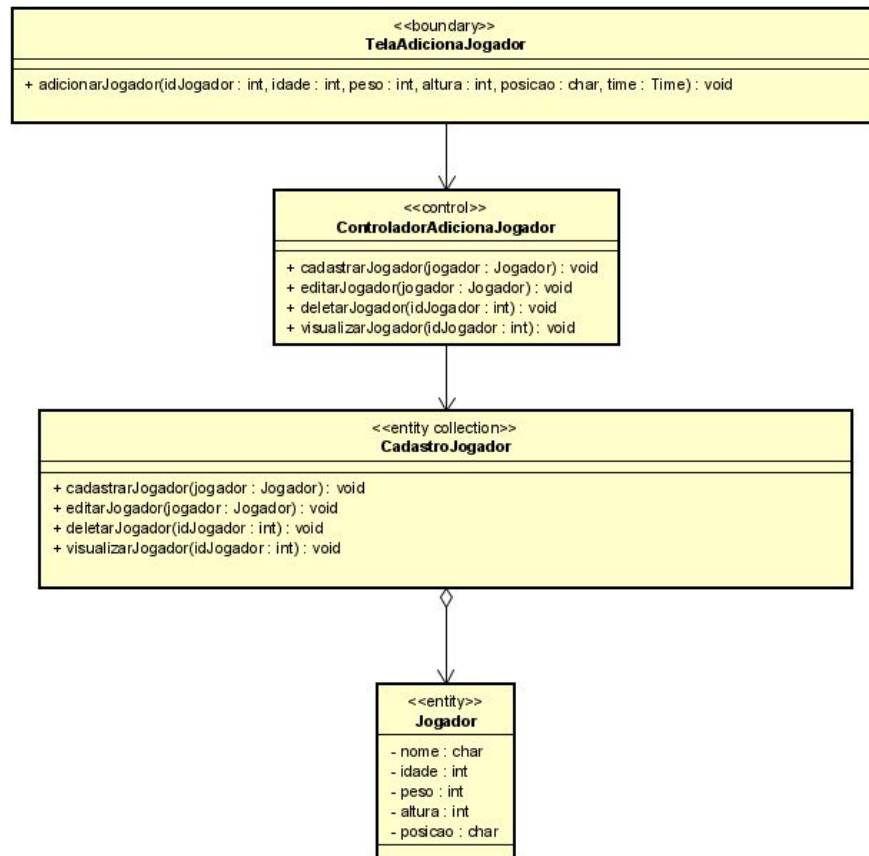 <<boundary>>
TelaAdicionaJogador
+ adicionarJogador(idJogador : int, idade : int, peso : int, altura : int, posicao : char, time : Time) : void
<<control>>
ControladorAdicionaJogador
+ cadastrarJogador(jogador : Jogador) : void
+ editarJogador(jogador : Jogador) : void
+ deletarJogador(idJogador : int) : void
+ visualizarJogador(idJogador : int) : void
<<entity collection>>
CadastroJogador
+ cadastrarJogador(jogador : Jogador) : void
+ editarJogador(jogador : Jogador) : void
+ deletarJogador(idJogador : int) : void
+ visualizarJogador(idJogador : int) : void
<<entity>>
Jogador
- nome : char
- idade : int
- peso : int
- altura : int
- posicao : char